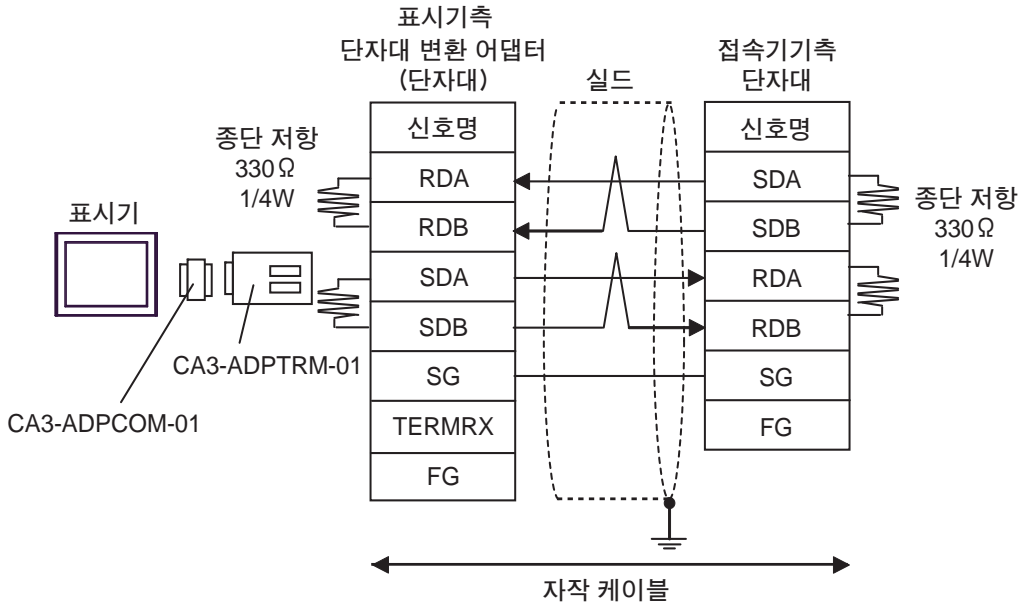 표시기측
단자대 변환 어댑터
(단자대)
실드
접속기기측
단자대
종단 저항
330Ω
1/4W
신호명
RDA
RDB
SDA
SDB
SG
TERMRX
FG
신호명
SDA
SDB
RDA
RDB
SG
FG
종단 저항
330Ω
1/4W
표시기
CA3-ADPTRM-01
CA3-ADPCOM-01
자작 케이블